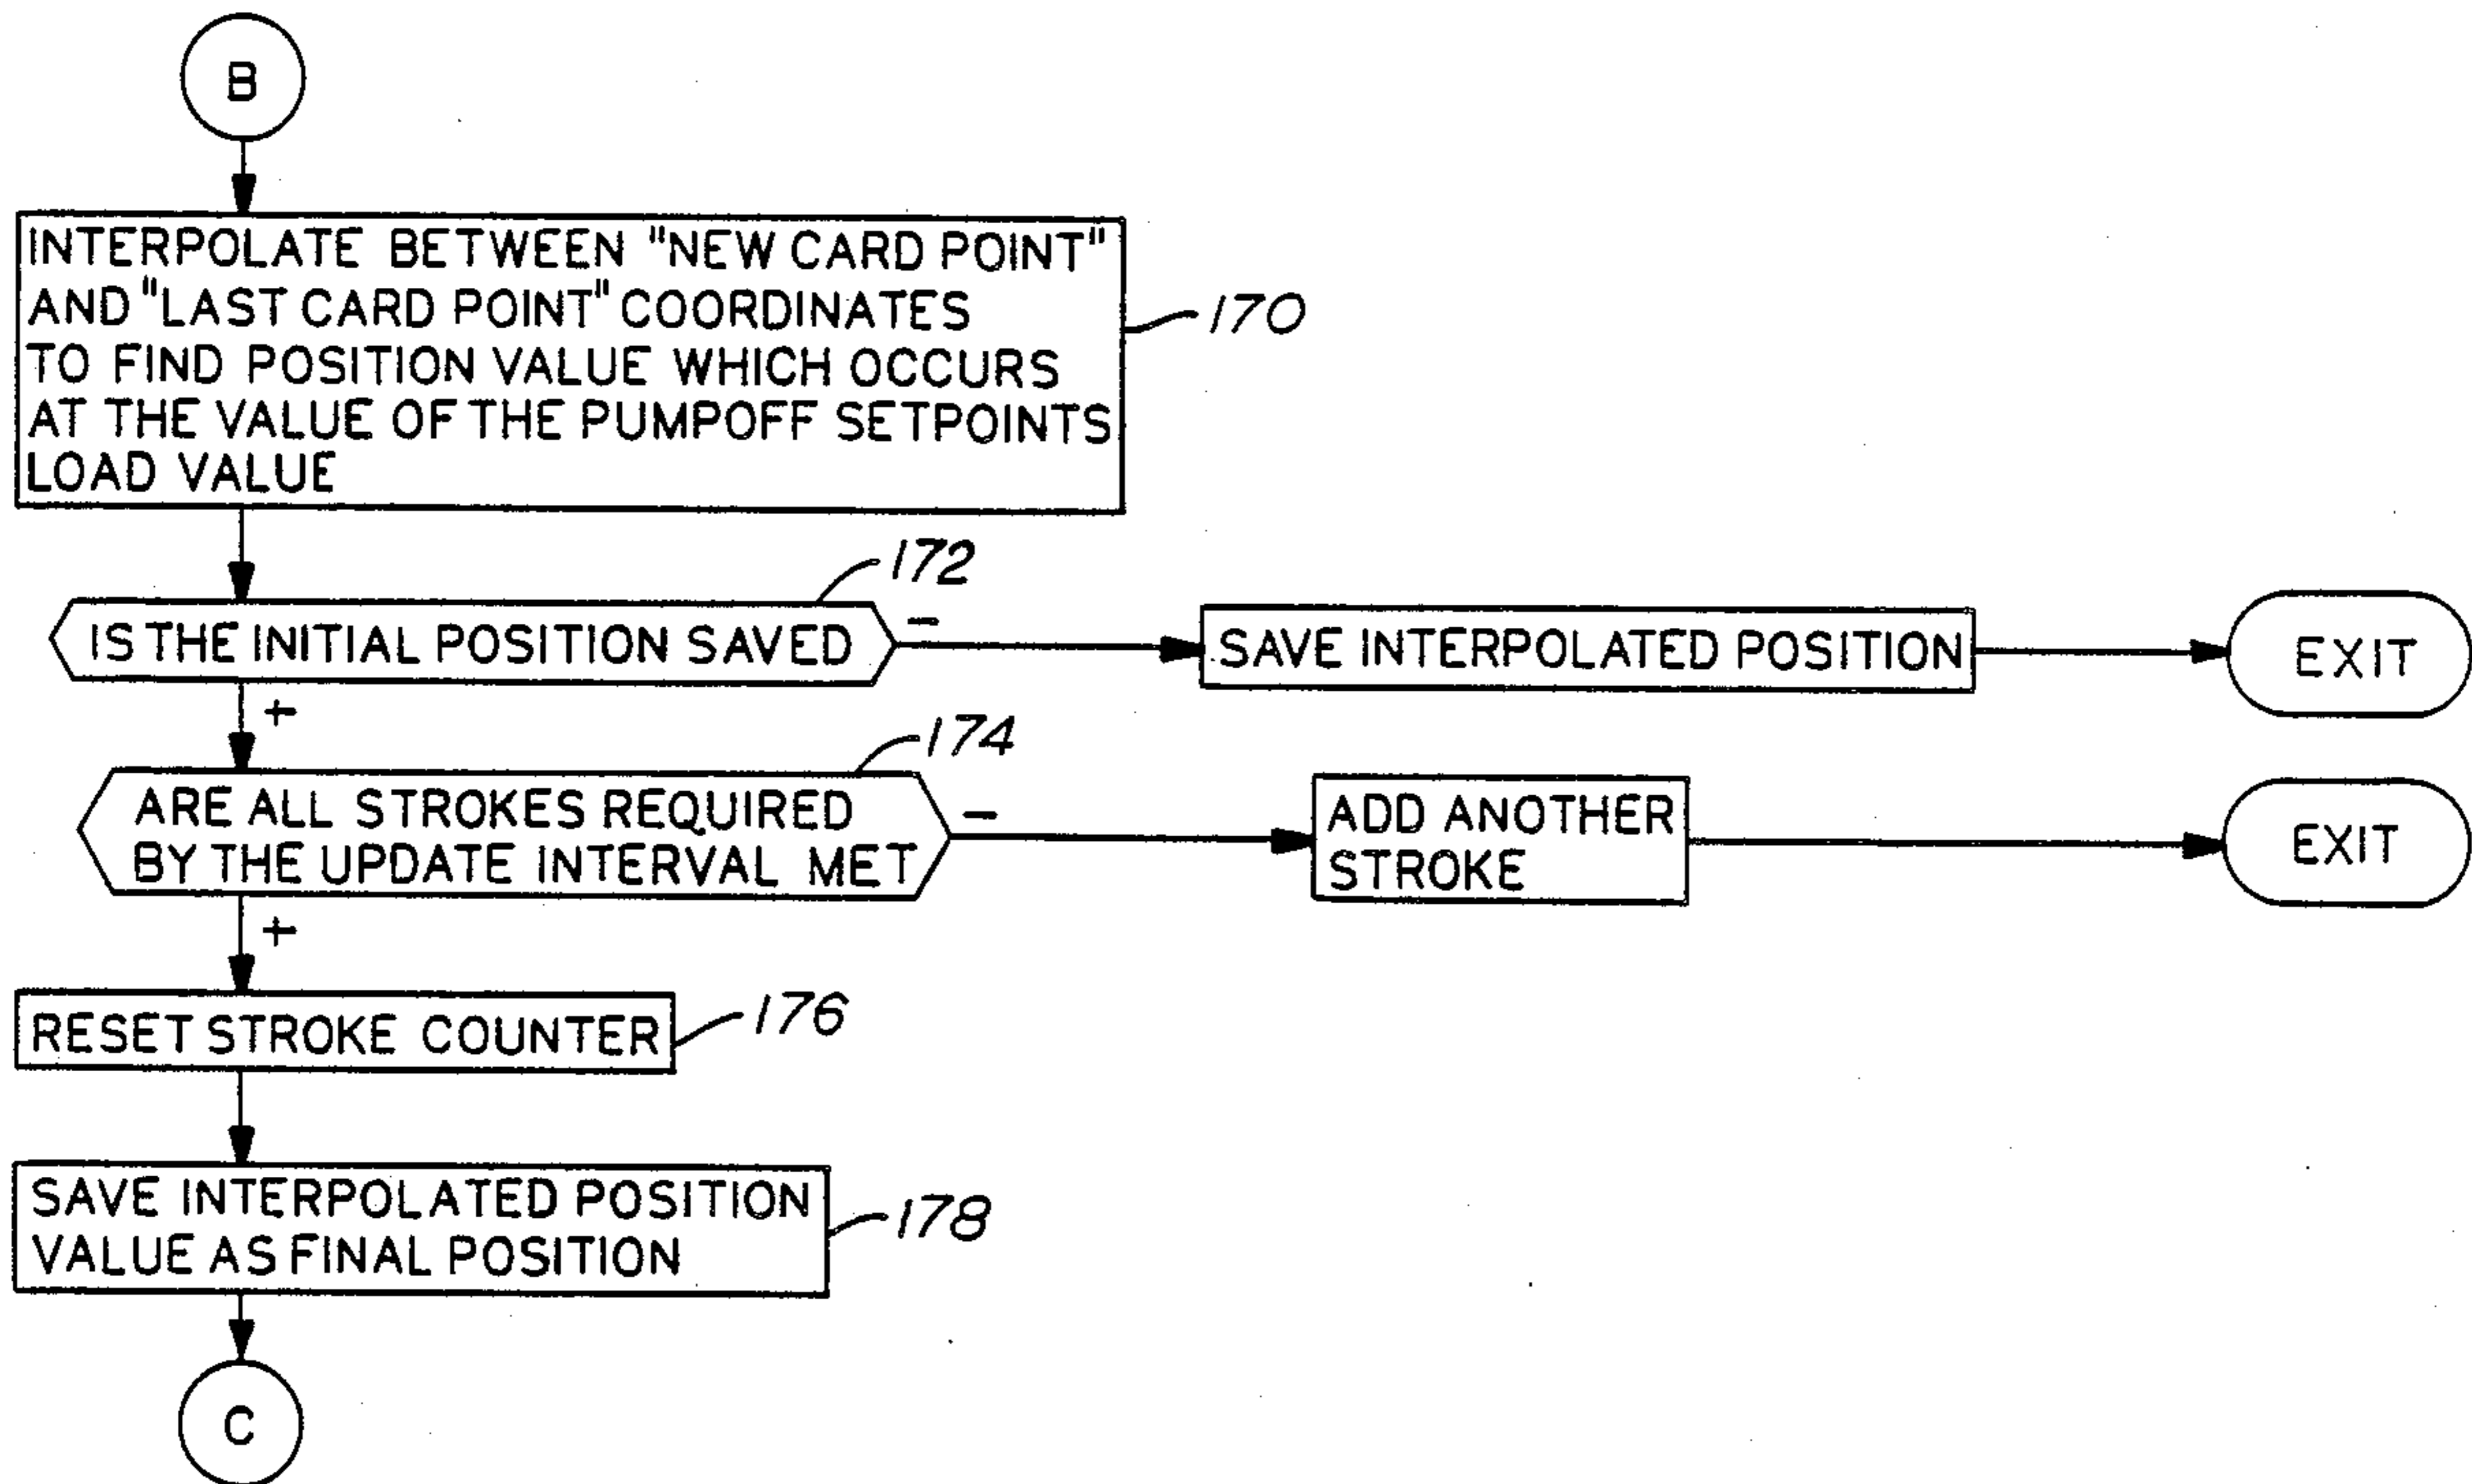 B
INTERPOLATE BETWEEN "NEW CARD POINT"
AND "LAST CARD POINT" COORDINATES
TO FIND POSITION VALUE WHICH OCCURS
AT THE VALUE OF THE PUMPOFF SETPOINTS
LOAD VALUE
170
172
IS THE INITIAL POSITION SAVED
-
SAVE INTERPOLATED POSITION
EXIT
+
174
ARE ALL STROKES REQUIRED
BY THE UPDATE INTERVAL MET
-
ADD ANOTHER
STROKE
EXIT
+
RESET STROKE COUNTER
176
SAVE INTERPOLATED POSITION
VALUE AS FINAL POSITION
178
C